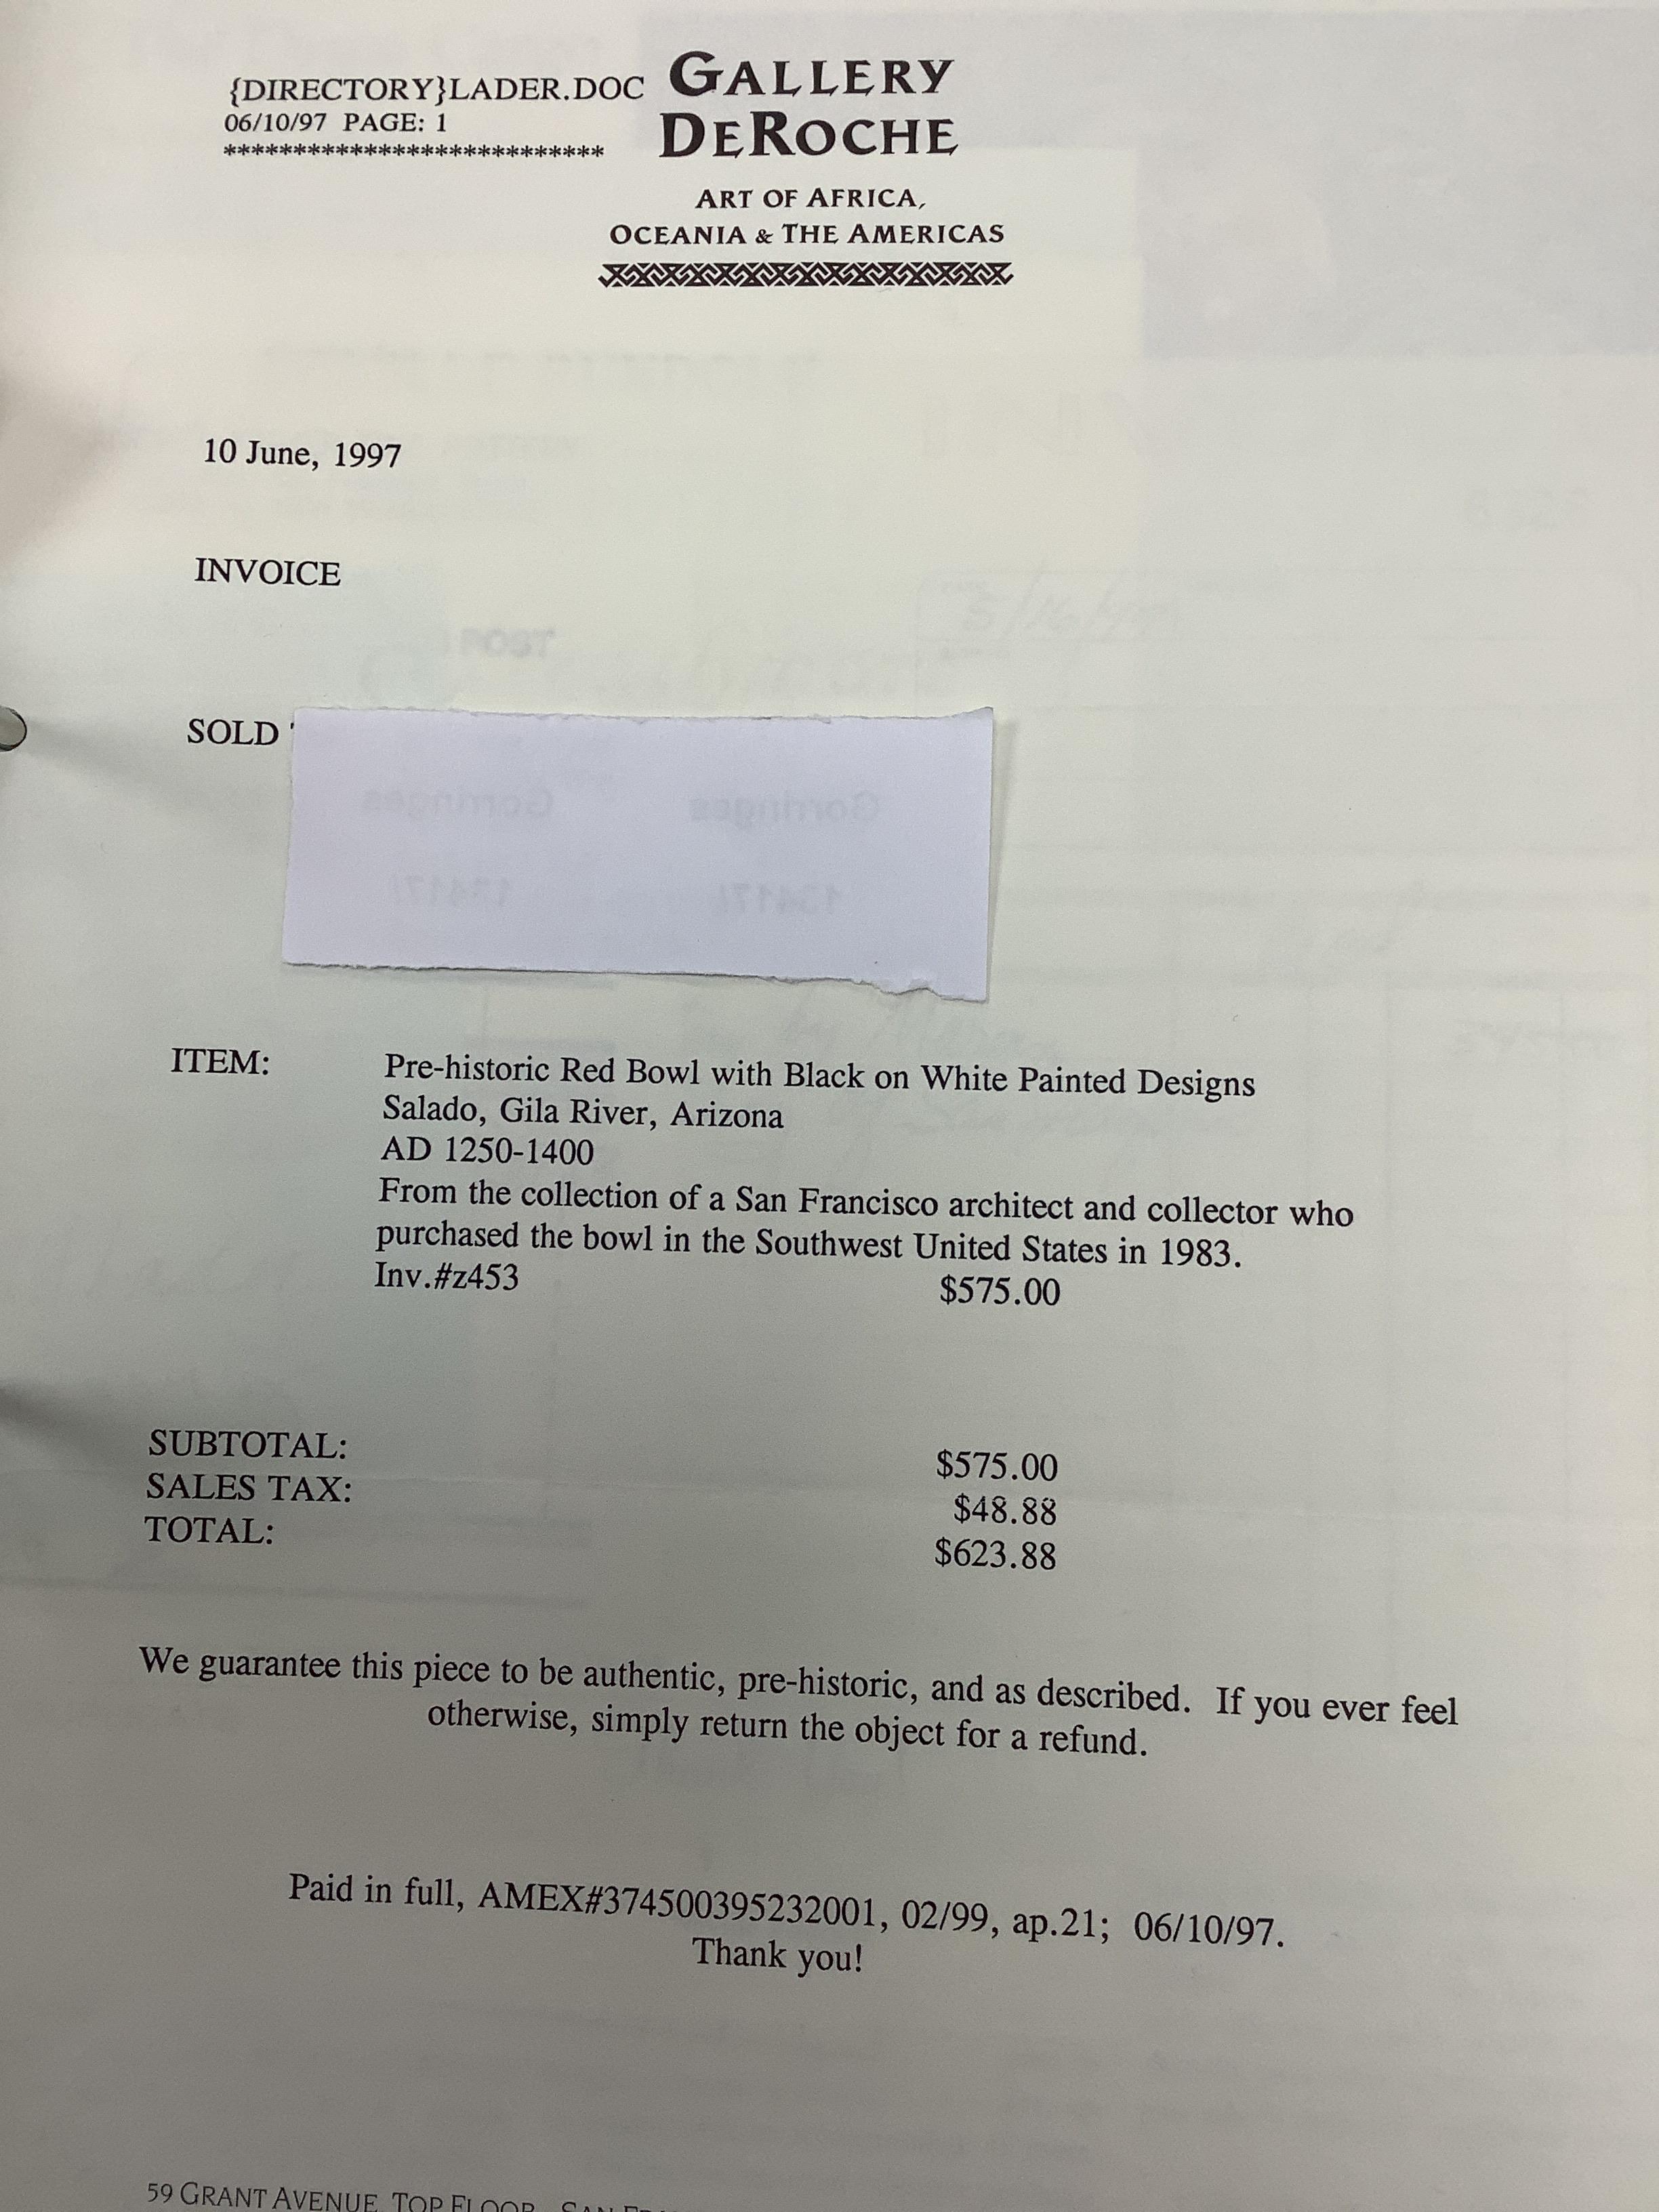 {DIRECTORY}LADER.DOC
06/10/97 PAGE: 1
***************************
GALLERY
DEROCHE
ART OF AFRICA,
OCEANIA & THE AMERICAS
10 June, 1997
INVOICE
SOLD
ITEM:
Pre-historic Red Bowl with Black on White Painted Designs
Salado, Gila River, Arizona
AD 1250-1400
From the collection of a San Francisco architect and collector who
purchased the bowl in the Southwest United States in 1983.
Inv.#z453 $575.00
SUBTOTAL: $575.00
SALES TAX: $48.88
TOTAL: $623.88
We guarantee this piece to be authentic, pre-historic, and as described. If you ever feel
otherwise, simply return the object for a refund.
Paid in full, AMEX#374500395232001, 02/99, ap.21; 06/10/97.
Thank you!
59 GRANT AVENUE, TOP FLOOR